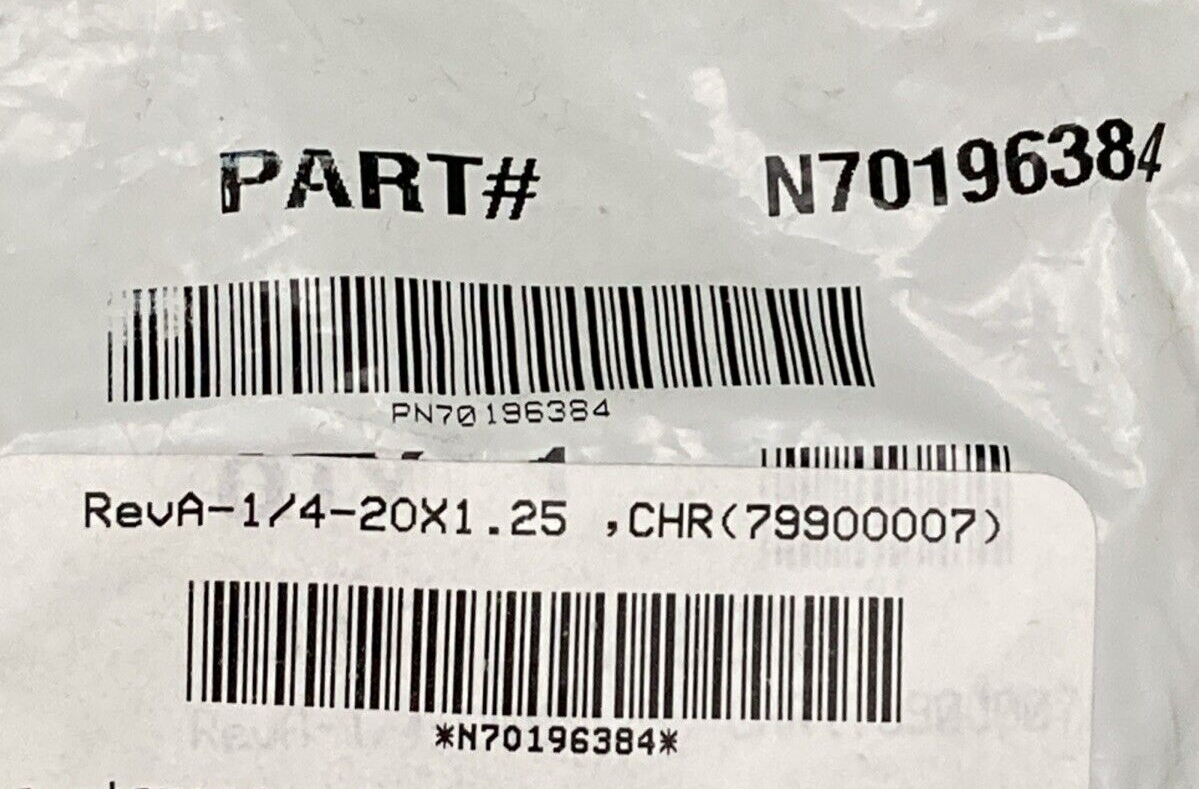 PART# N70196384
PN70196384
RevA-1/4-20X1.25 ,CHR(79900007)
*N70196384*